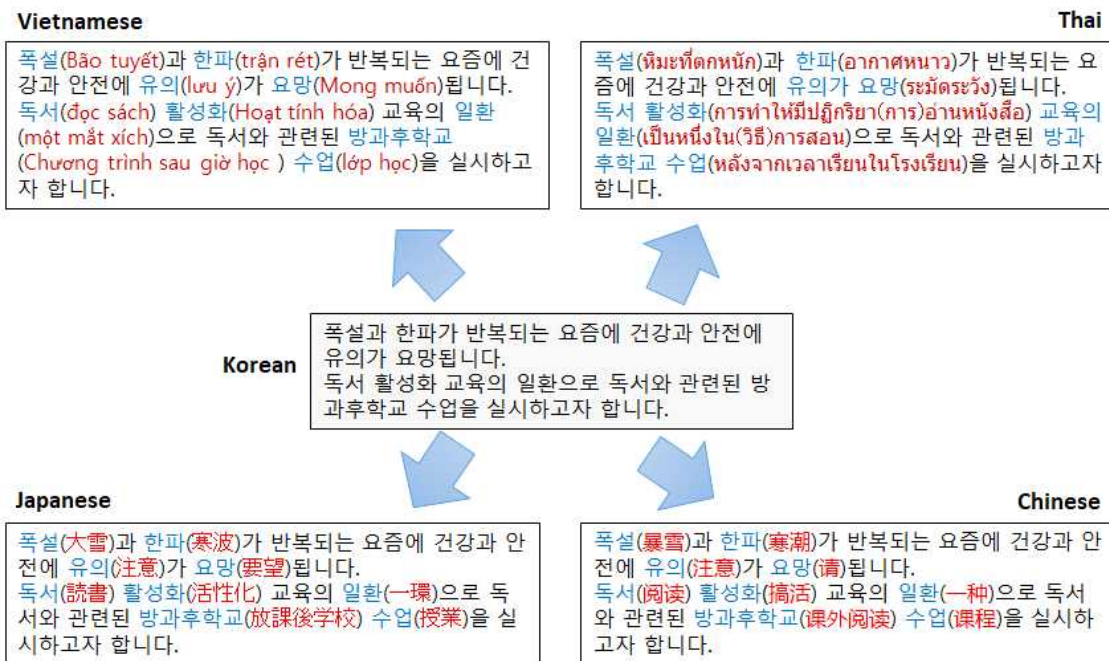 Vietnamese
폭설(Bão tuyết)과 한파(trận rét)가 반복되는 요즘에 건
강과 안전에 유의(lưu ý)가 요망(Mong muốn)됩니다.
독서(đọc sách) 활성화(Hoạt tính hóa) 교육의 일환
(một mắt xích)으로 독서와 관련된 방과후학교
(Chương trình sau giờ học ) 수업(lớp học)을 실시하고
자 합니다.
Thai
폭설(หิมะที่ตกหนัก)과 한파(อากาศหนาว)가 반복되는 요
즘에 건강과 안전에 유의가 요망(ระมัดระวัง)됩니다.
독서 활성화(การทำให้มีปฏิกริยา(การ)อ่านหนังสือ) 교육의
일환(เป็นหนึ่งใน(วิธี)การสอน)으로 독서와 관련된 방과
후학교 수업(หลังจากเวลาเรียนในโรงเรียน)을 실시하고자
합니다.
Korean
폭설과 한파가 반복되는 요즘에 건강과 안전에
유의가 요망됩니다.
독서 활성화 교육의 일환으로 독서와 관련된 방
과후학교 수업을 실시하고자 합니다.
Japanese
폭설(大雪)과 한파(寒波)가 반복되는 요즘에 건강과 안
전에 유의(注意)가 요망(要望)됩니다.
독서(読書) 활성화(活性化) 교육의 일환(一環)으로 독
서와 관련된 방과후학교(放課後学校) 수업(授業)을 실
시하고자 합니다.
Chinese
폭설(暴雪)과 한파(寒潮)가 반복되는 요즘에 건강과 안
전에 유의(注意)가 요망(请)됩니다.
독서(阅读) 활성화(搞活) 교육의 일환(一种)으로 독서
와 관련된 방과후학교(课外阅读) 수업(课程)을 실시하
고자 합니다.